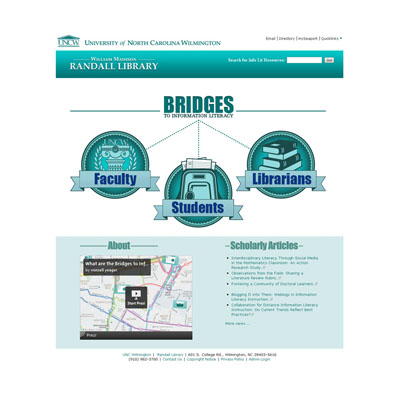 UNCW UNIVERSITY of NORTH CAROLINA WILMINGTON
Email | Directory | mySeaport | Quicklinks
WILLIAM MADISON
RANDALL LIBRARY
Search for Info Lit Resources:
BRIDGES
TO INFORMATION LITERACY
UNCW
Faculty
Students
Librarians
About
What are the Bridges to Inf...
by russell yeager
Start Prezi
Prezi
Scholarly Articles
Interdisciplinary Literacy Through Social Media
in the Mathematics Classroom: An Action
Research Study //
Observations from the Field: Sharing a
Literature Review Rubric //
Fostering a Community of Doctoral Learners //
Blogging it into Them: Weblogs in Information
Literacy Instruction //
Collaboration for Distance Information Literacy
Instruction: Do Current Trends Reflect Best
Practices? //
More news ...
UNC Wilmington | Randall Library | 601 S. College Rd., Wilmington, NC 28403-5616
(910) 962-3760 | Contact Us | Copyright Notice | Privacy Policy | Admin Login